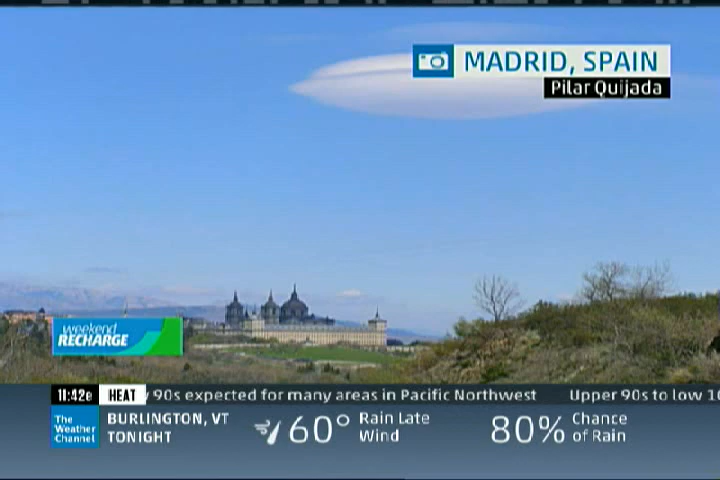 MADRID, SPAIN
Pilar Quijada
weekend
RECHARGE
11:42e HEAT 90s expected for many areas in Pacific Northwest Upper 90s to low
The
Weather
Channel
BURLINGTON, VT
TONIGHT
60° Rain Late
Wind
80% Chance
of Rain